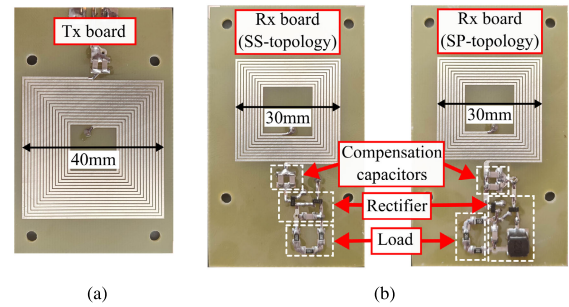 Tx board
40mm
(a)
Rx board
(SS-topology)
30mm
Rx board
(SP-topology)
30mm
Compensation
capacitors
Rectifier
Load
(b)